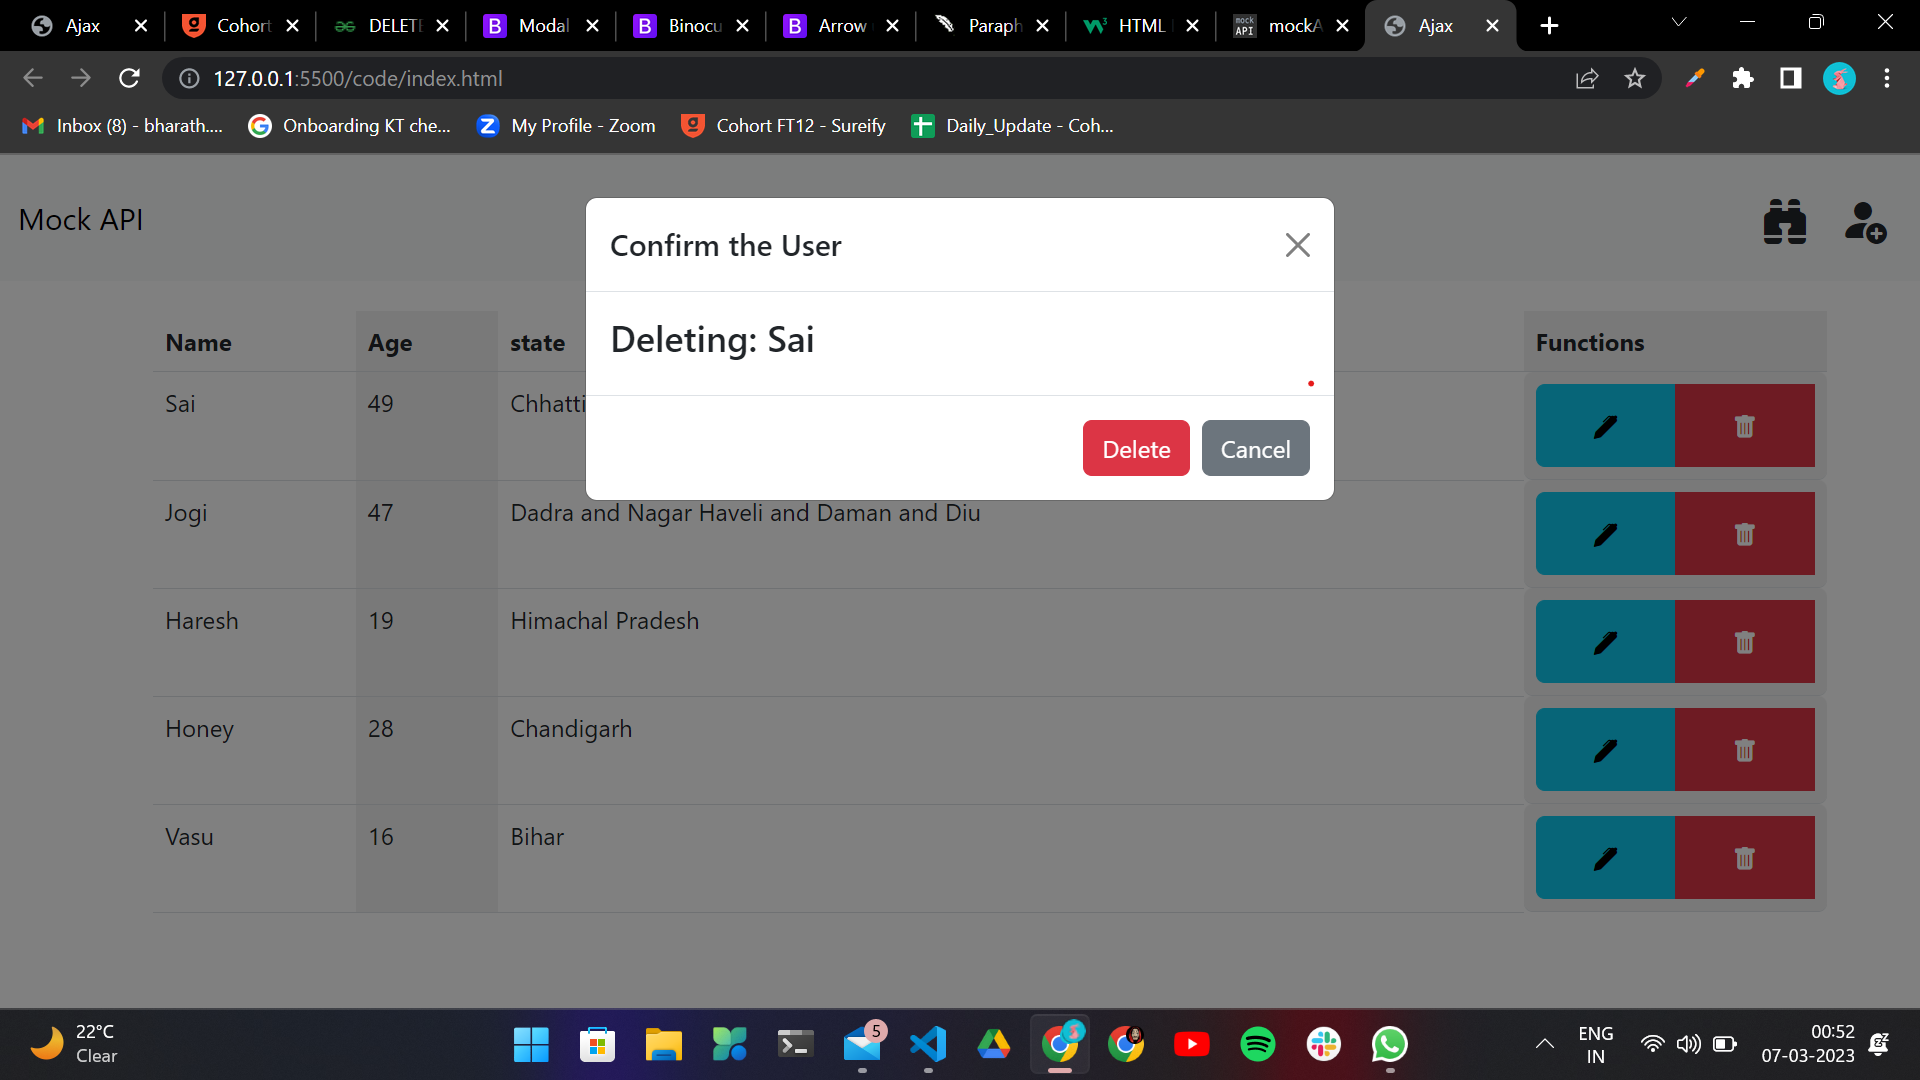 Ajax
Cohort
DELETE
Modal
Binocu
Arrow
Paraph
HTML
mockA
Ajax
127.0.0.1:5500/code/index.html
Inbox (8) - bharath....
Onboarding KT che...
My Profile - Zoom
Cohort FT12 - Sureify
Daily_Update - Coh...
Mock API
Confirm the User
Deleting: Sai
Delete
Cancel
Name Age state Functions
Sai 49 Chhatti
Jogi 47 Dadra and Nagar Haveli and Daman and Diu
Haresh 19 Himachal Pradesh
Honey 28 Chandigarh
Vasu 16 Bihar
22°C
Clear
5
ENG
IN
00:52
07-03-2023